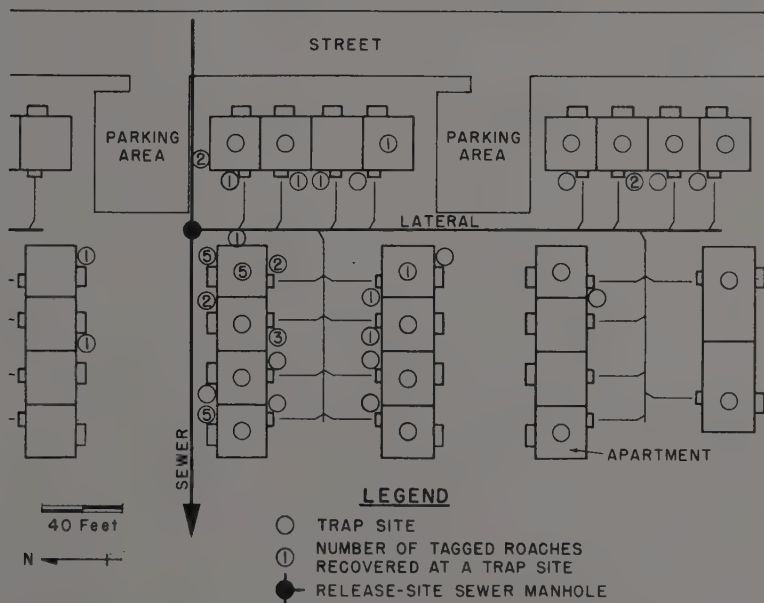 STREET
PARKING
AREA
PARKING
AREA
1
2
1
1
1
2
LATERAL
1
1
5
2
5
1
2
1
1
3
1
5
SEWER
APARTMENT
40 Feet
N
LEGEND
TRAP SITE
1 NUMBER OF TAGGED ROACHES
RECOVERED AT A TRAP SITE
RELEASE-SITE SEWER MANHOLE